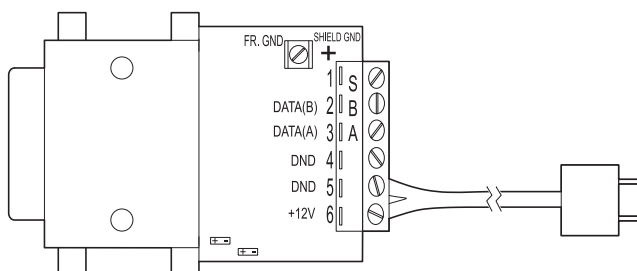 FR. GND SHIELD GND
+
1 S
DATA(B) 2 B
DATA(A) 3 A
DND 4
DND 5
+12V 6
+ -
+ -